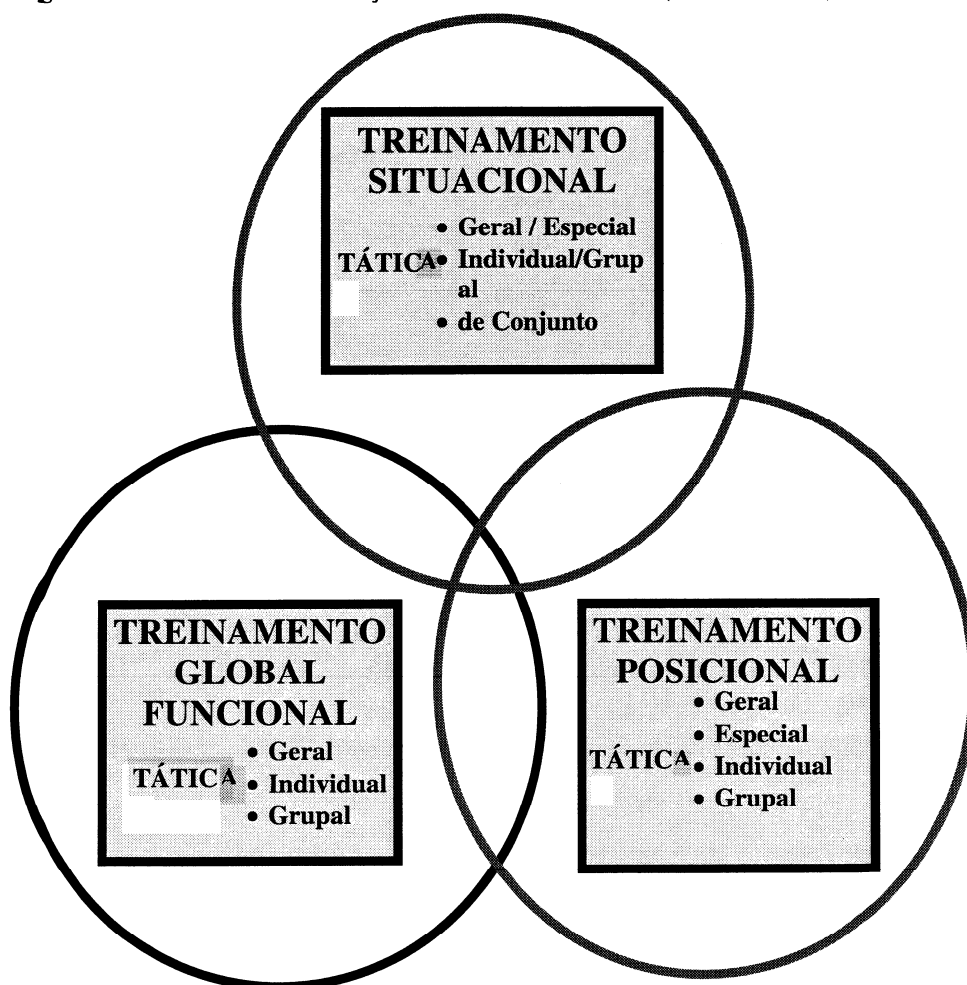 TREINAMENTO
SITUACIONAL
• Geral / Especial
TÁTICA • Individual/Grup
al
• de Conjunto
TREINAMENTO
GLOBAL
FUNCIONAL
• Geral
TÁTICA • Individual
• Grupal
TREINAMENTO
POSICIONAL
• Geral
• Especial
TÁTICA • Individual
• Grupal